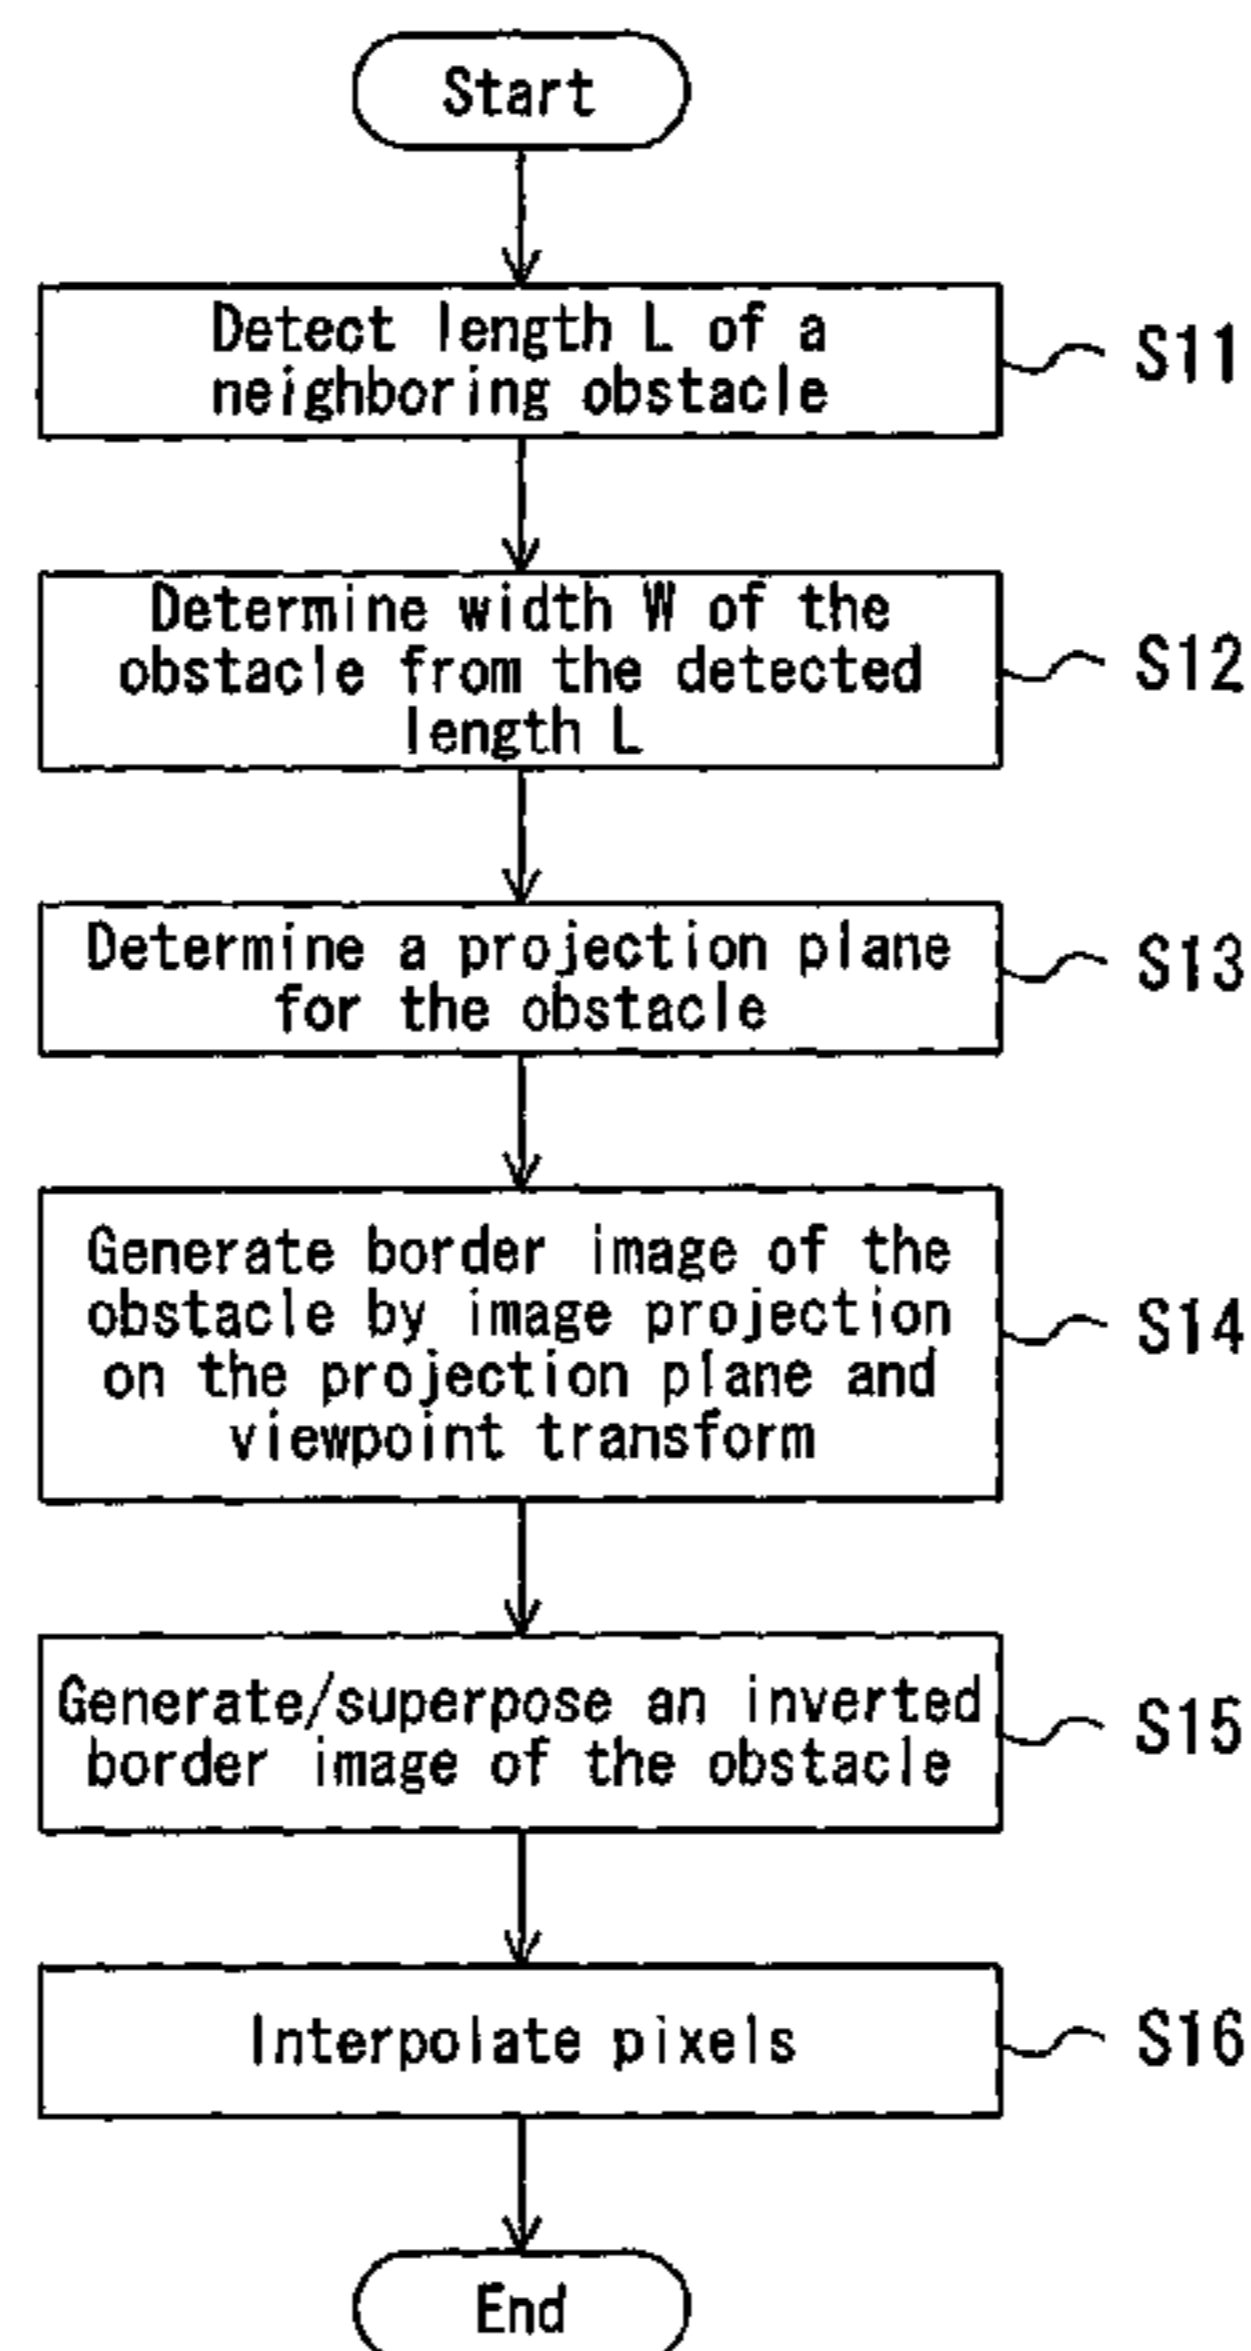 Start
Detect length L of a
neighboring obstacle
S11
Determine width W of the
obstacle from the detected
length L
S12
Determine a projection plane
for the obstacle
S13
Generate border image of the
obstacle by image projection
on the projection plane and
viewpoint transform
S14
Generate/superpose an inverted
border image of the obstacle
S15
Interpolate pixels
S16
End